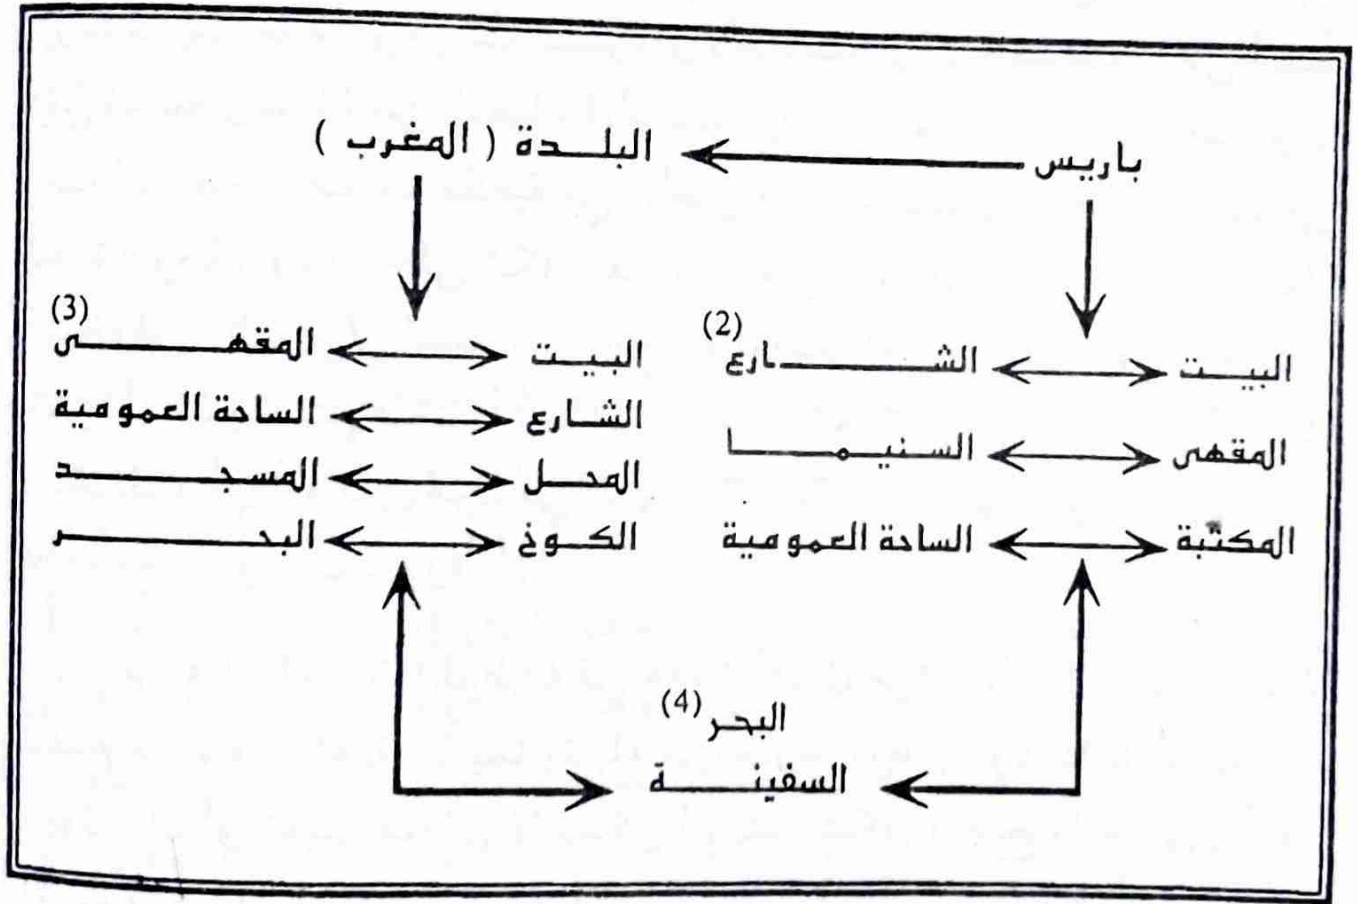 باريس البلدة ( المغرب )
البيت الشارع (2) البيت المقهى (3)
الشارع الساحة العمومية
المقهى السنيما
المحل المسجد
المكتبة الساحة العمومية الكوخ البحر
البحر (4)
السفينة